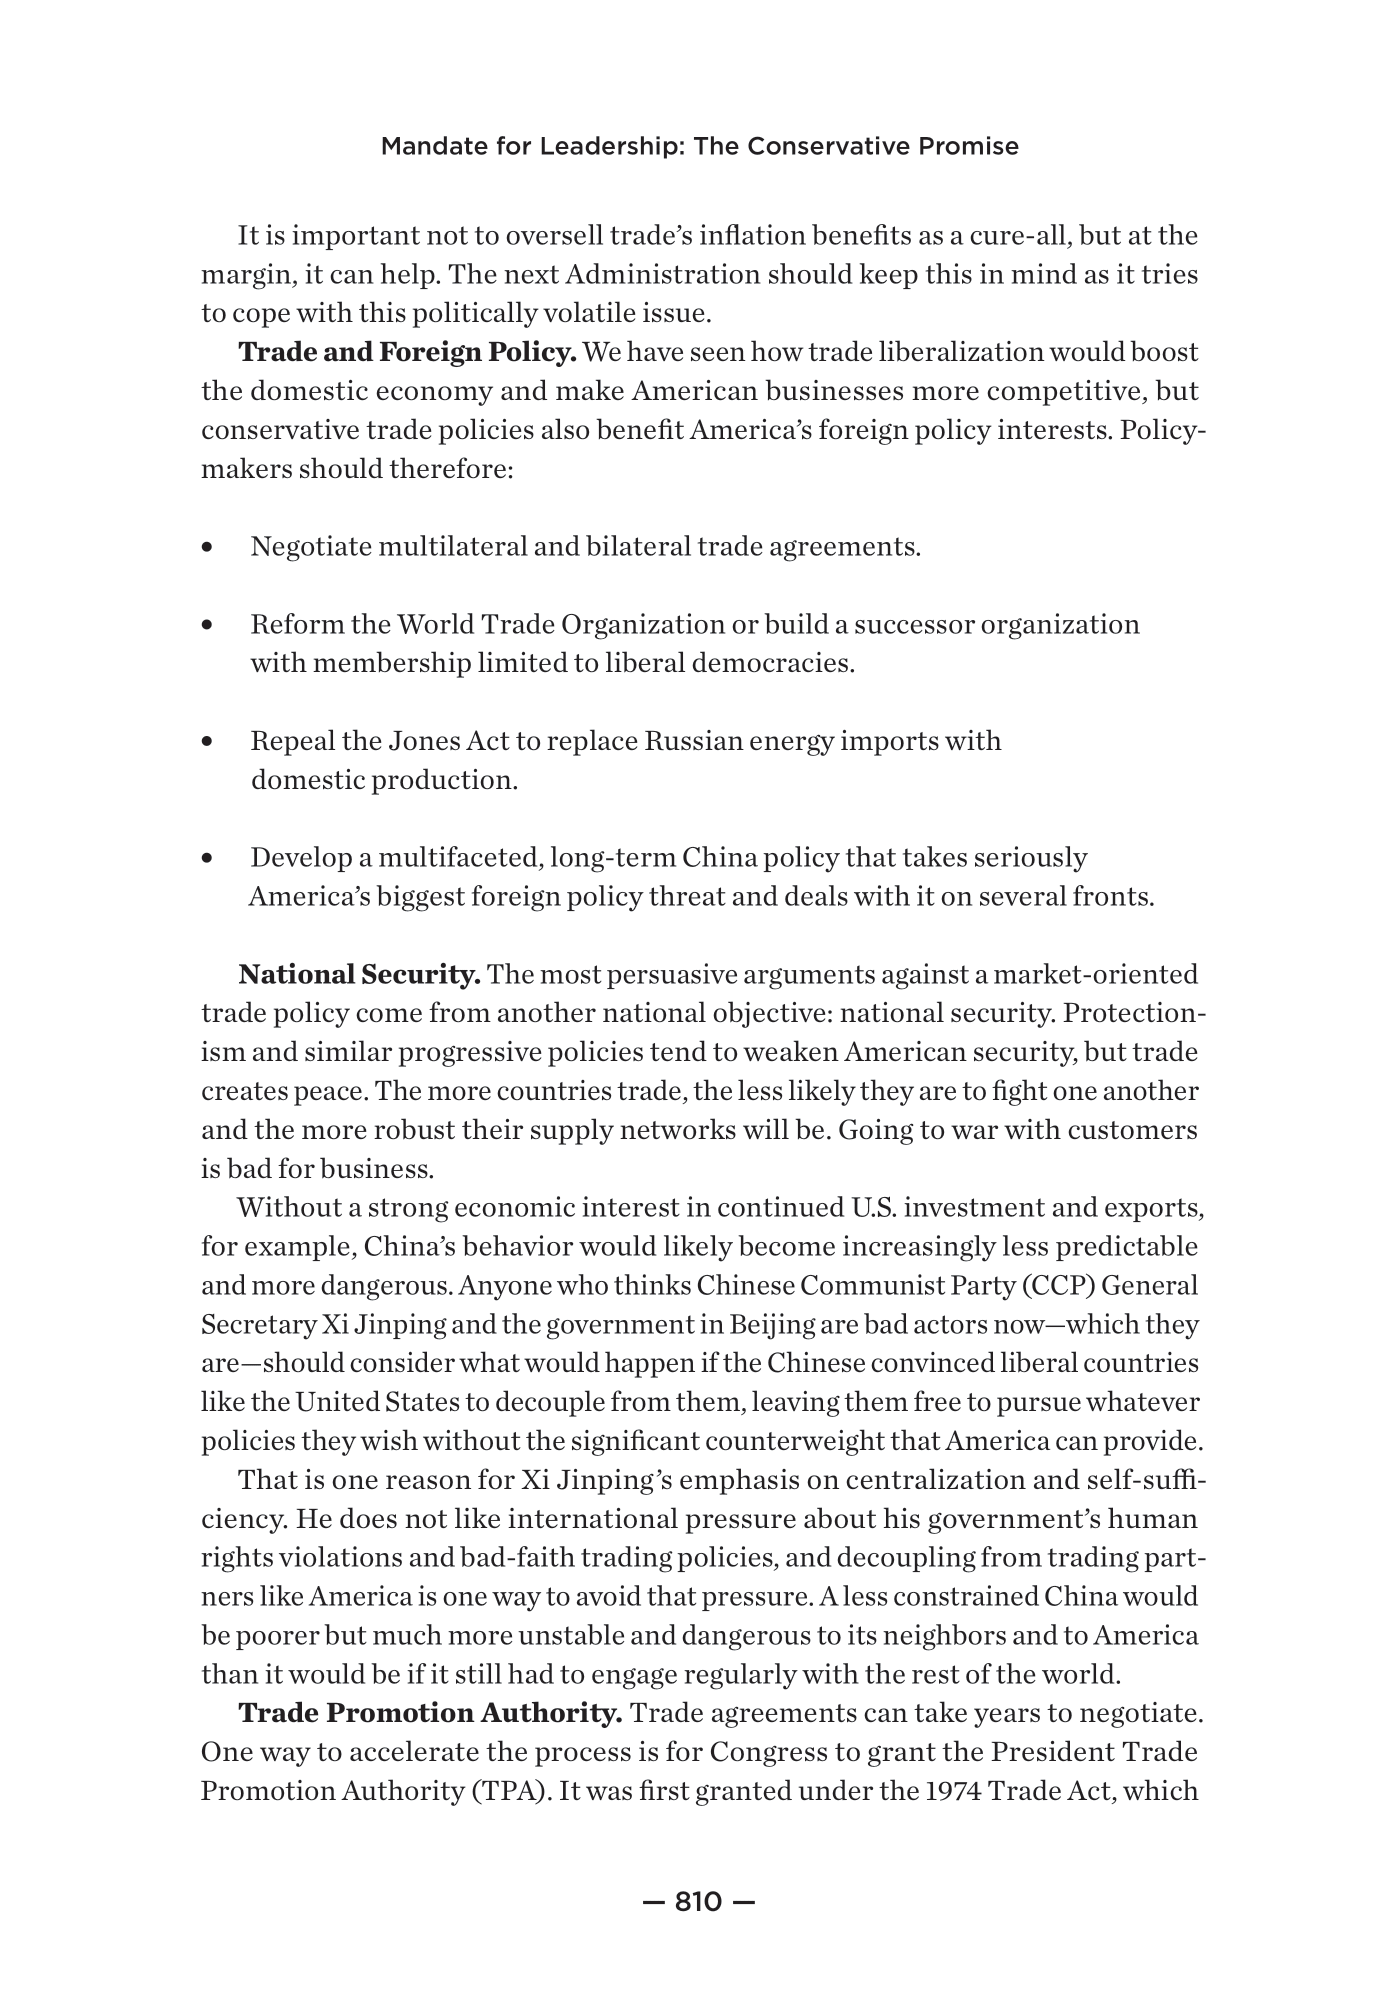 Mandate for Leadership: The Conservative Promise
It is important not to oversell trade’s inflation benefits as a cure-all, but at the
margin, it can help. The next Administration should keep this in mind as it tries
to cope with this politically volatile issue.
Trade and Foreign Policy. We have seen how trade liberalization would boost
the domestic economy and make American businesses more competitive, but
conservative trade policies also benefit America’s foreign policy interests. Policy-
makers should therefore:
• Negotiate multilateral and bilateral trade agreements.
• Reform the World Trade Organization or build a successor organization
with membership limited to liberal democracies.
• Repeal the Jones Act to replace Russian energy imports with
domestic production.
• Develop a multifaceted, long-term China policy that takes seriously
America’s biggest foreign policy threat and deals with it on several fronts.
National Security. The most persuasive arguments against a market-oriented
trade policy come from another national objective: national security. Protection-
ism and similar progressive policies tend to weaken American security, but trade
creates peace. The more countries trade, the less likely they are to fight one another
and the more robust their supply networks will be. Going to war with customers
is bad for business.
Without a strong economic interest in continued U.S. investment and exports,
for example, China’s behavior would likely become increasingly less predictable
and more dangerous. Anyone who thinks Chinese Communist Party (CCP) General
Secretary Xi Jinping and the government in Beijing are bad actors now—which they
are—should consider what would happen if the Chinese convinced liberal countries
like the United States to decouple from them, leaving them free to pursue whatever
policies they wish without the significant counterweight that America can provide.
That is one reason for Xi Jinping’s emphasis on centralization and self-suffi-
ciency. He does not like international pressure about his government’s human
rights violations and bad-faith trading policies, and decoupling from trading part-
ners like America is one way to avoid that pressure. A less constrained China would
be poorer but much more unstable and dangerous to its neighbors and to America
than it would be if it still had to engage regularly with the rest of the world.
Trade Promotion Authority. Trade agreements can take years to negotiate.
One way to accelerate the process is for Congress to grant the President Trade
Promotion Authority (TPA). It was first granted under the 1974 Trade Act, which
— 810 —